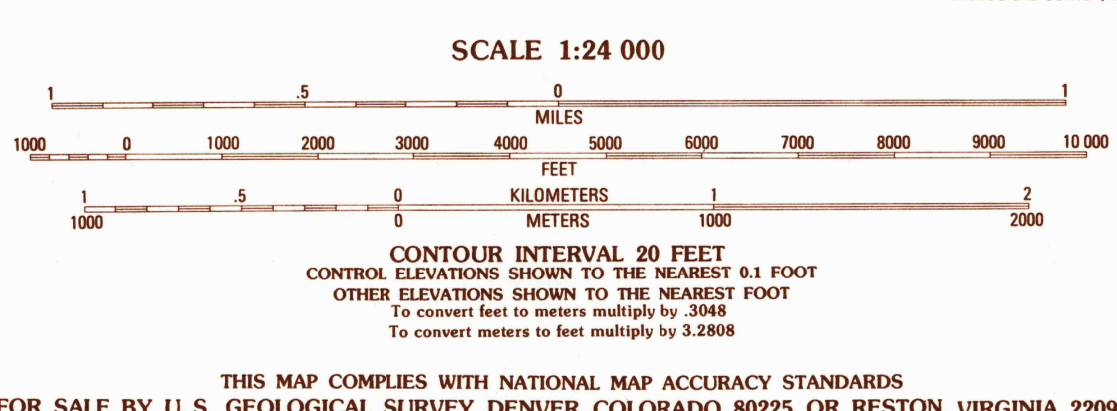 SCALE 1:24 000
1 .5 0 1
MILES
1000 0 1000 2000 3000 4000 5000 6000 7000 8000 9000 10 000
FEET
1 .5 0 KILOMETERS 1 2
1000 0 METERS 1000 2000
CONTOUR INTERVAL 20 FEET
CONTROL ELEVATIONS SHOWN TO THE NEAREST 0.1 FOOT
OTHER ELEVATIONS SHOWN TO THE NEAREST FOOT
To convert feet to meters multiply by .3048
To convert meters to feet multiply by 3.2808
THIS MAP COMPLIES WITH NATIONAL MAP ACCURACY STANDARDS
FOR SALE BY U.S. GEOLOGICAL SURVEY, DENVER, COLORADO 80225, OR RESTON, VIRGINIA